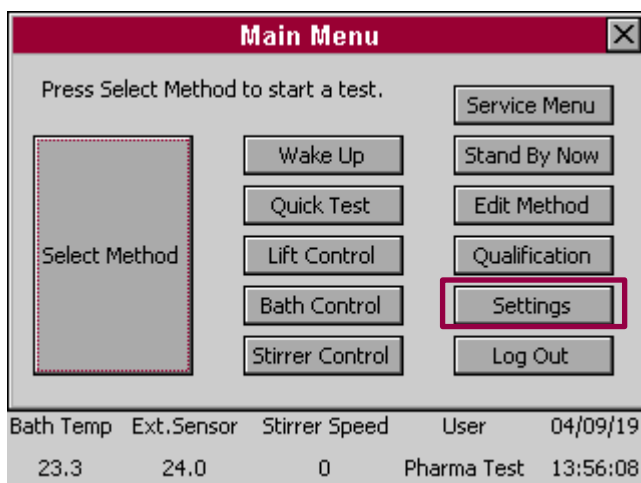 Main Menu
Press Select Method to start a test.
Service Menu
Wake Up
Stand By Now
Quick Test
Edit Method
Select Method
Lift Control
Qualification
Bath Control
Settings
Stirrer Control
Log Out
Bath Temp Ext.Sensor Stirrer Speed User 04/09/19
23.3 24.0 0 Pharma Test 13:56:08